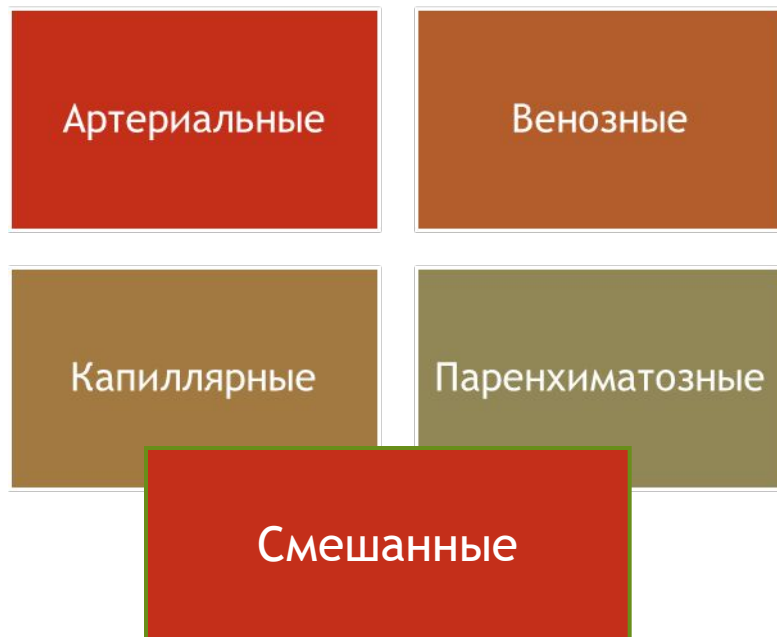 Артериальные
Венозные
Капиллярные
Паренхиматозные
Смешанные